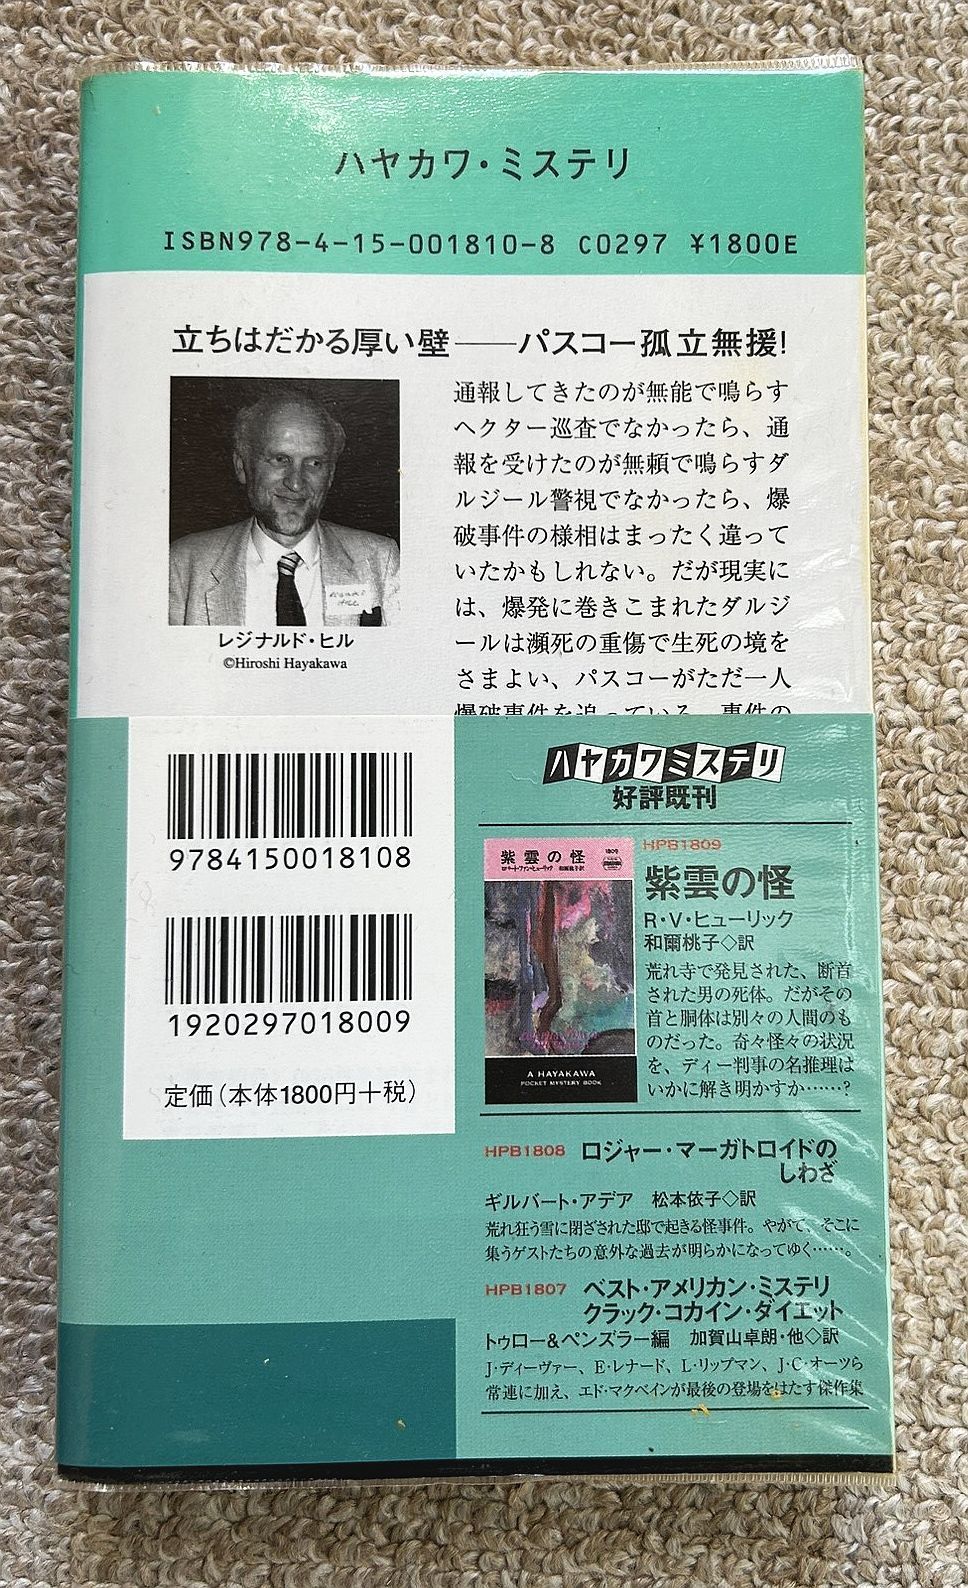 ハヤカワ・ミステリ
ISBN978-4-15-001810-8 C0297 ¥1800E
立ちはだかる厚い壁――パスコー孤立無援!
通報してきたのが無能で鳴らす
ヘクター巡査でなかったら、通
報を受けたのが無頼で鳴らすダ
ルジール警視でなかったら、爆
破事件の様相はまったく違って
いたかもしれない。だが現実に
は、爆発に巻きこまれたダルジ
ールは瀕死の重傷で生死の境を
さまよい、パスコーがただ一人
爆破事件を追っている。事件の
レジナルド・ヒル
©Hiroshi Hayakawa
9784150018108
1920297018009
定価(本体1800円+税)
ハヤカワミステリ
好評既刊
紫雲の怪
1809
A HAYAKAWA
POCKET MYSTERY BOOK
HPB1809
紫雲の怪
R・V・ヒューリック
和爾桃子◇訳
荒れ寺で発見された、断首
された男の死体。だがその
首と胴体は別々の人間のも
のだった。奇々怪々の状況
を、ディー判事の名推理は
いかに解き明かすか……?
HPB1808 ロジャー・マーガトロイドの
しわざ
ギルバート・アデア 松本依子◇訳
荒れ狂う雪に閉ざされた邸で起きる怪事件。やがて、そこに
集うゲストたちの意外な過去が明らかになってゆく……。
HPB1807 ベスト・アメリカン・ミステリ
クラック・コカイン・ダイエット
トゥロー&ペンズラー編 加賀山卓朗・他◇訳
J・ディーヴァー、E・レナード、L・リップマン、J・C・オーツら
常連に加え、エド・マクベインが最後の登場をはたす傑作集